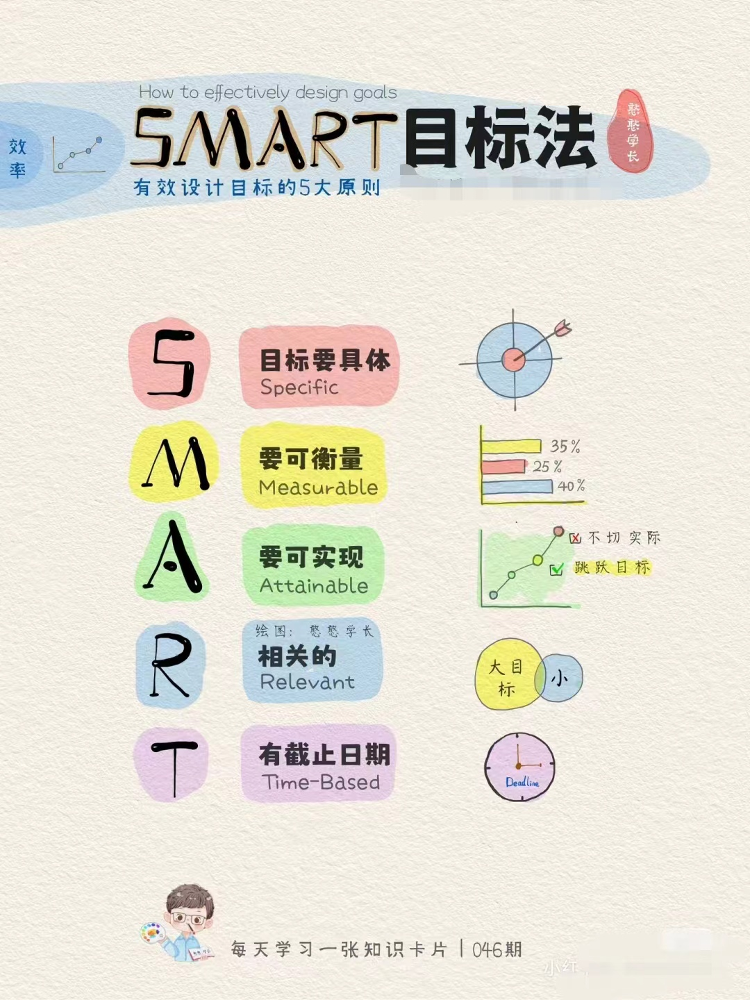 How to effectively design goals
SMART目标法
憨憨学长
效率
有效设计目标的5大原则
S
目标要具体
Specific
M
要可衡量
Measurable
35%
25%
40%
A
要可实现
Attainable
不切实际
跳跃目标
R
绘图: 憨憨学长
相关的
Relevant
大目标
小
T
有截止日期
Time-Based
Deadline
每天学习一张知识卡片 | 046期
小红